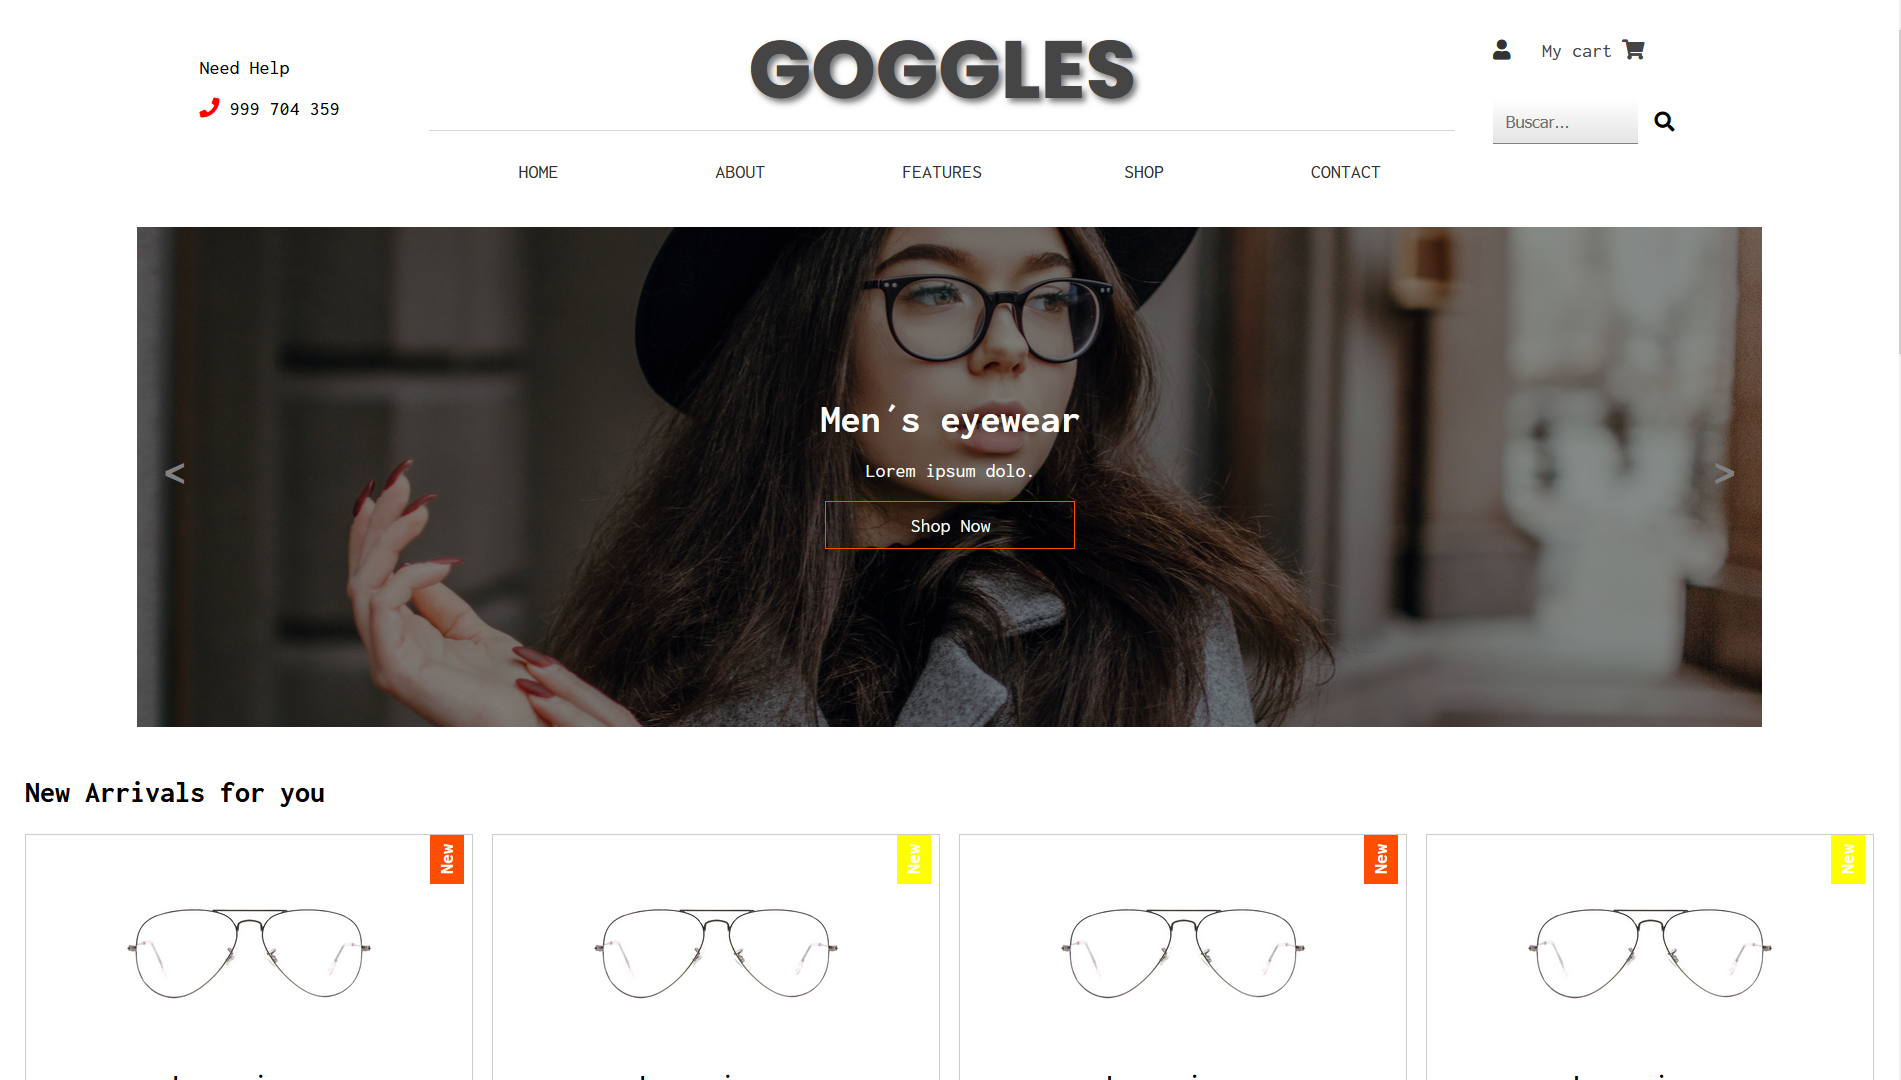 Need Help
999 704 359
GOGGLES
My cart
Buscar...
HOME
ABOUT
FEATURES
SHOP
CONTACT
Men´s eyewear
Lorem ipsum dolo.
Shop Now
<
>
New Arrivals for you
New
New
New
New